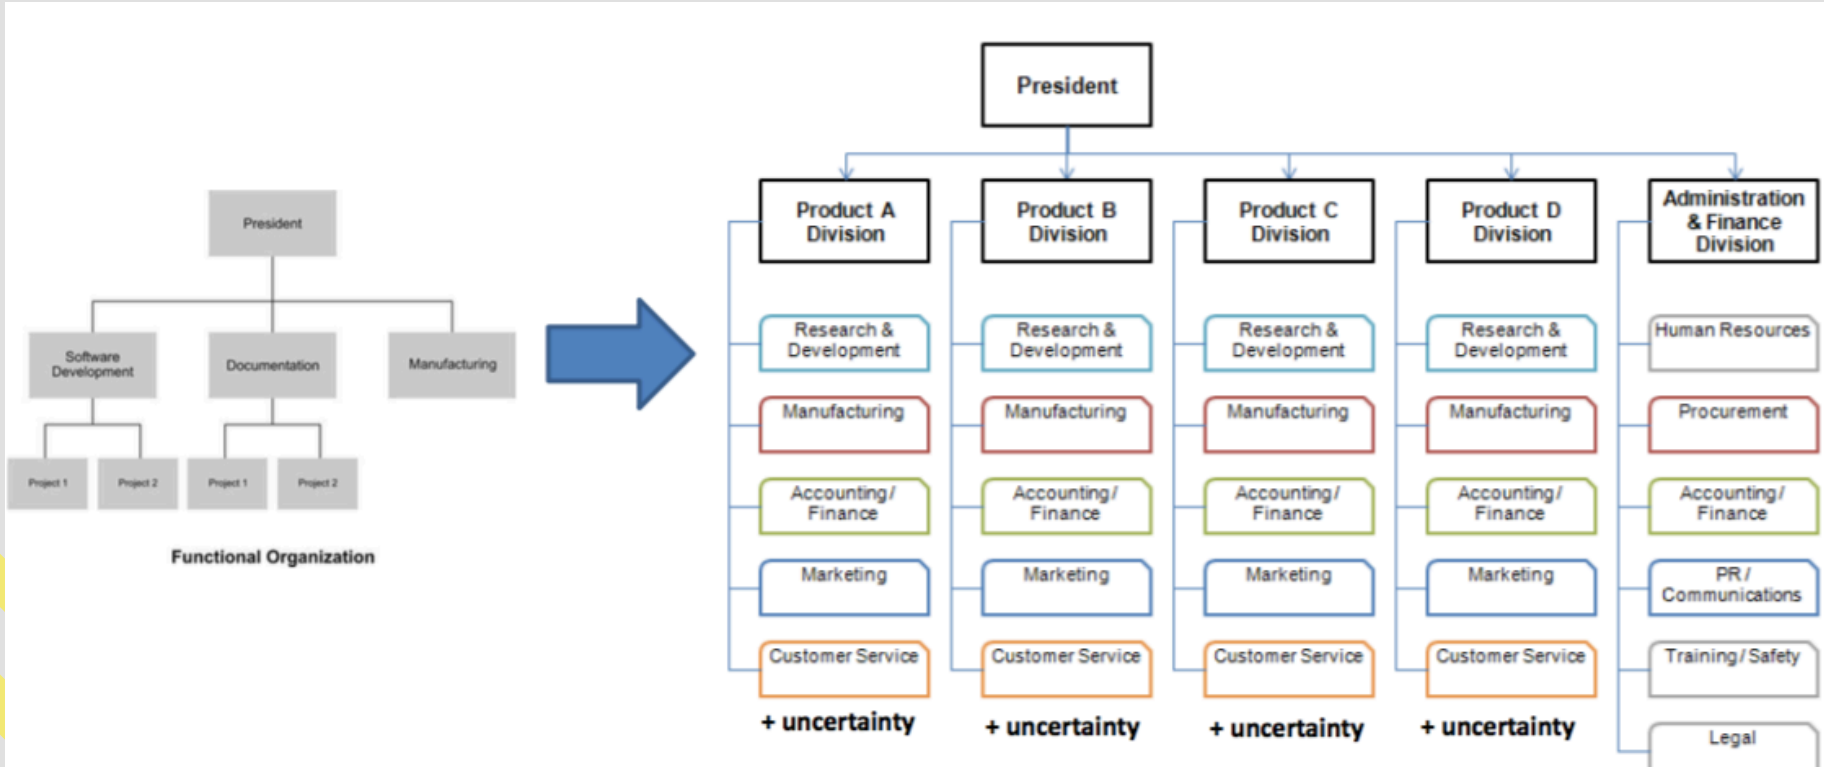 President
Software
Development
Documentation
Manufacturing
Project 1
Project 2
Project 1
Project 2
Functional Organization
President
Product A
Division
Product B
Division
Product C
Division
Product D
Division
Administration
& Finance
Division
Research &
Development
Research &
Development
Research &
Development
Research &
Development
Human Resources
Manufacturing
Manufacturing
Manufacturing
Manufacturing
Procurement
Accounting/
Finance
Accounting/
Finance
Accounting/
Finance
Accounting/
Finance
Accounting/
Finance
Marketing
Marketing
Marketing
Marketing
PR/
Communications
Customer Service
Customer Service
Customer Service
Customer Service
Training/Safety
+ uncertainty
+ uncertainty
+ uncertainty
+ uncertainty
Legal